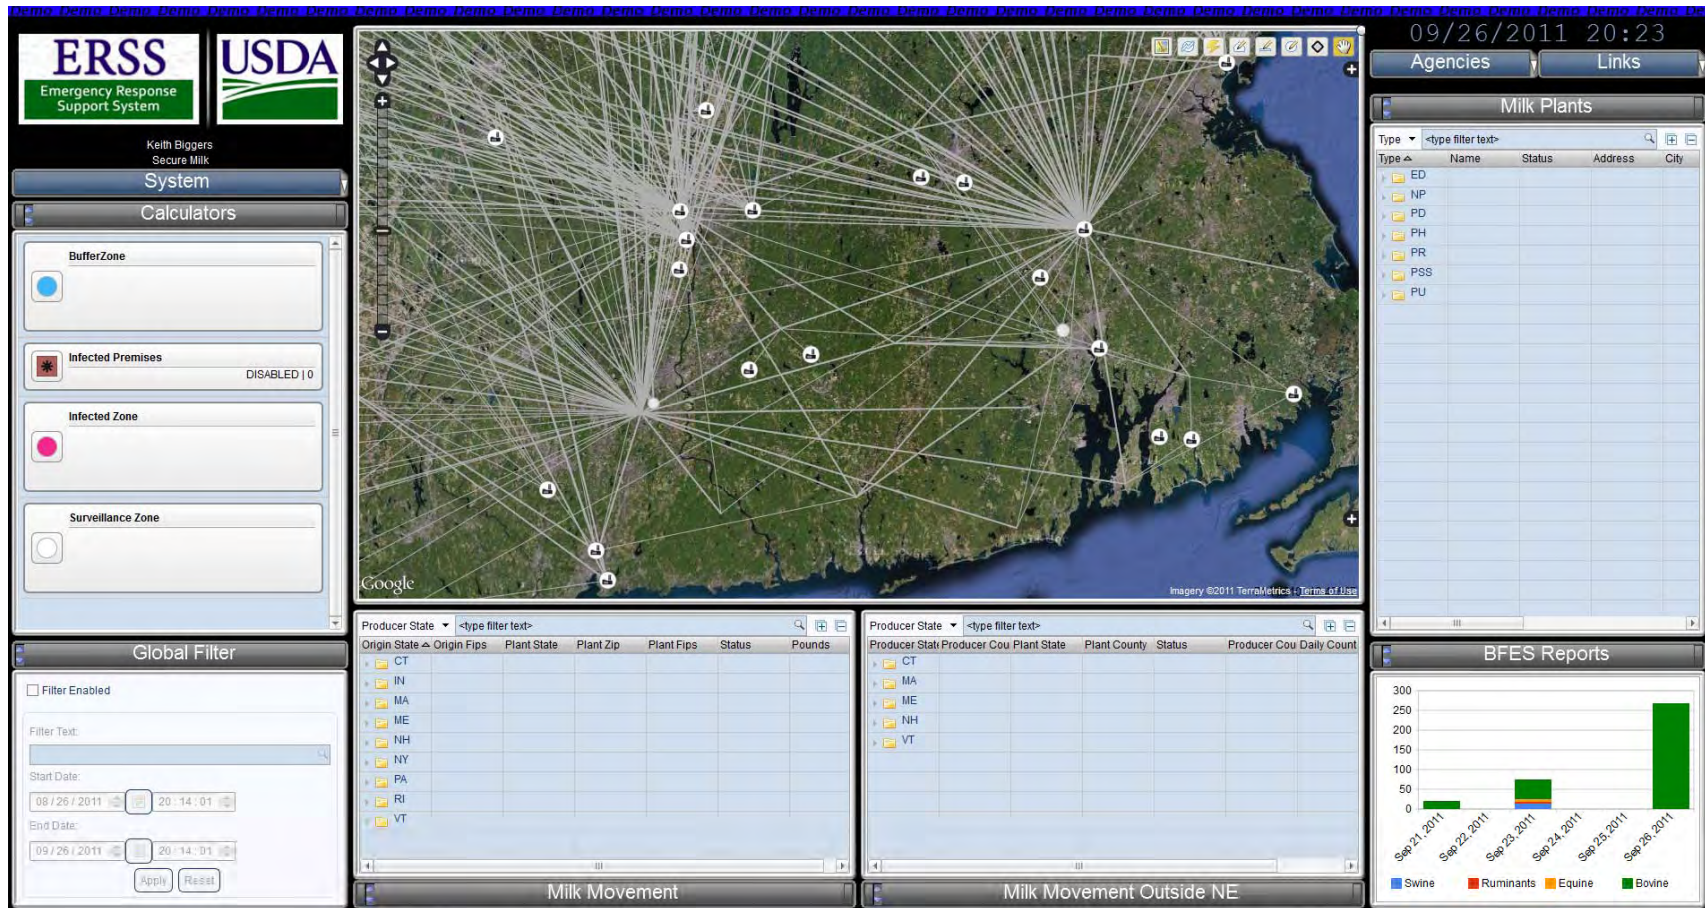 Demo Demo Demo Demo Demo Demo Demo Demo Demo Demo Demo Demo Demo Demo Demo Demo Demo Demo Demo Demo Demo Demo Demo Demo Demo Demo Demo Demo Demo Demo Demo Demo Demo Demo De
ERSS
Emergency Response
Support System
USDA
Keith Biggers
Secure Milk
System
Calculators
BufferZone
Infected Premises
DISABLED | 0
Infected Zone
Surveillance Zone
Global Filter
Filter Enabled
Filter Text:
Start Date:
08 / 26 / 2011 20 : 14 : 01
End Date:
09 / 26 / 2011 20 : 14 : 01
Apply Reset
Google
Imagery ©2011 TerraMetrics - Terms of Use
Producer State <type filter text>
Origin State Origin Fips Plant State Plant Zip Plant Fips Status Pounds
CT
IN
MA
ME
NH
NY
PA
RI
VT
Milk Movement
Producer State <type filter text>
Producer Stat Producer Cou Plant State Plant County Status Producer Cou Daily Count
CT
MA
ME
NH
VT
Milk Movement Outside NE
09/26/2011 20:23
Agencies Links
Milk Plants
Type <type filter text>
Type Name Status Address City
ED
NP
PD
PH
PR
PSS
PU
BFES Reports
300
250
200
150
100
50
0
Sep 21, 2011 Sep 22, 2011 Sep 23, 2011 Sep 24, 2011 Sep 25, 2011 Sep 26, 2011
Swine Ruminants Equine Bovine